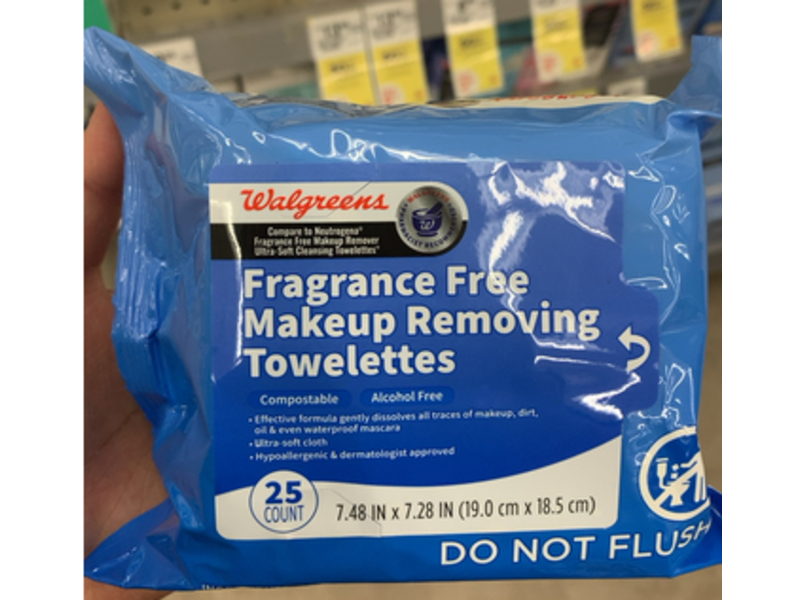 Walgreens
Compare to Neutrogena®
Fragrance Free Makeup Remover
Ultra-Soft Cleansing Towelettes*
W
Fragrance Free
Makeup Removing
Towelettes
Compostable Alcohol Free
• Effective formula gently dissolves all traces of makeup, dirt,
oil & even waterproof mascara
• Ultra-soft cloth
• Hypoallergenic & dermatologist approved
25
COUNT
7.48 IN x 7.28 IN (19.0 cm x 18.5 cm)
DO NOT FLUSH